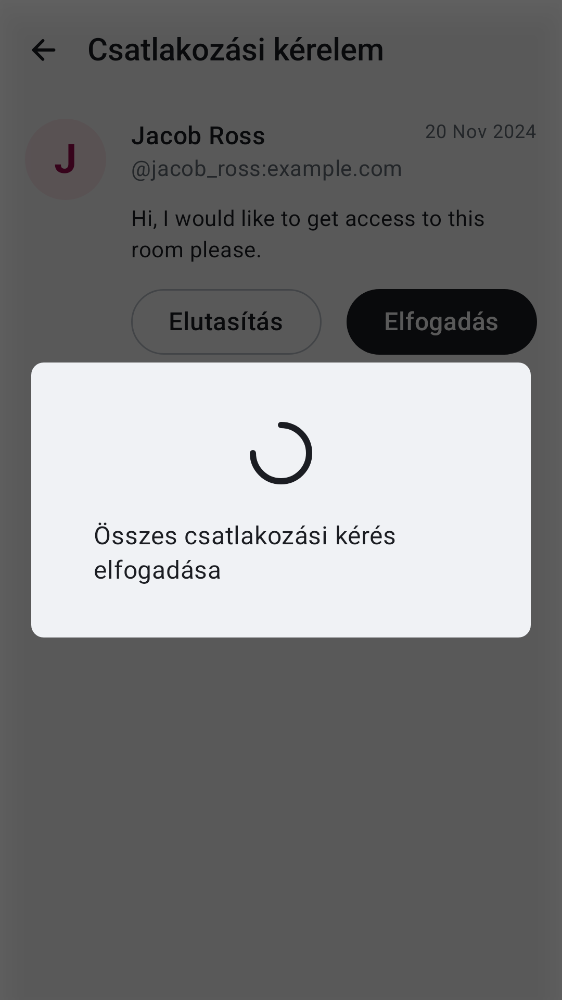 Csatlakozási kérelem
J
Jacob Ross
20 Nov 2024
@jacob_ross:example.com
Hi, I would like to get access to this
room please.
Elutasítás
Elfogadás
Összes csatlakozási kérés
elfogadása